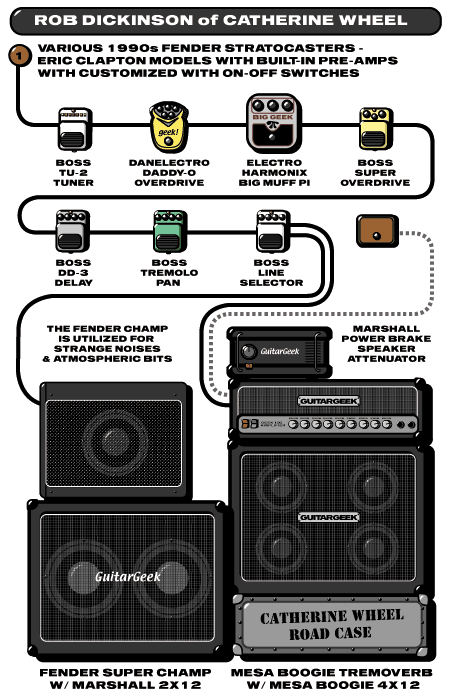 ROB DICKINSON of CATHERINE WHEEL
1
VARIOUS 1990s FENDER STRATOCASTERS -
ERIC CLAPTON MODELS WITH BUILT-IN PRE-AMPS
WITH CUSTOMIZED WITH ON-OFF SWITCHES
geek!
BIG GEEK
BOSS
TU-2
TUNER
DANELECTRO
DADDY-O
OVERDRIVE
ELECTRO
HARMONIX
BIG MUFF PI
BOSS
SUPER
OVERDRIVE
BOSS
DD-3
DELAY
BOSS
TREMOLO
PAN
BOSS
LINE
SELECTOR
THE FENDER CHAMP
IS UTILIZED FOR
STRANGE NOISES
& ATMOSPHERIC BITS
MARSHALL
POWER BRAKE
SPEAKER
ATTENUATOR
GuitarGeek
GUITARGEEK
GUITARGEEK
GuitarGeek
CATHERINE WHEEL
ROAD CASE
FENDER SUPER CHAMP
W/ MARSHALL 2X12
MESA BOOGIE TREMOVERB
W/ MESA BOOGIE 4X12